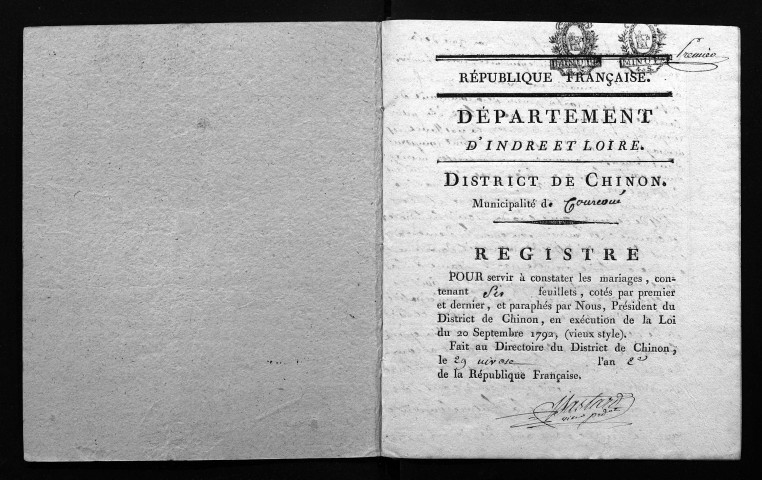 Premier
RÉPUBLIQUE FRANÇAISE.
DÉPARTEMENT
D'INDRE ET LOIRE.
DISTRICT DE CHINON.
Municipalité de Courcoué
REGISTRE
POUR servir à constater les mariages, con-
tenant feuillets, cotés par premier
et dernier, et paraphés par Nous, Président du
District de Chinon, en exécution de la Loi
du 20 Septembre 1792, (vieux style).
Fait au Directoire du District de Chinon,
le 29 nivose l'an 2e
de la République Française.